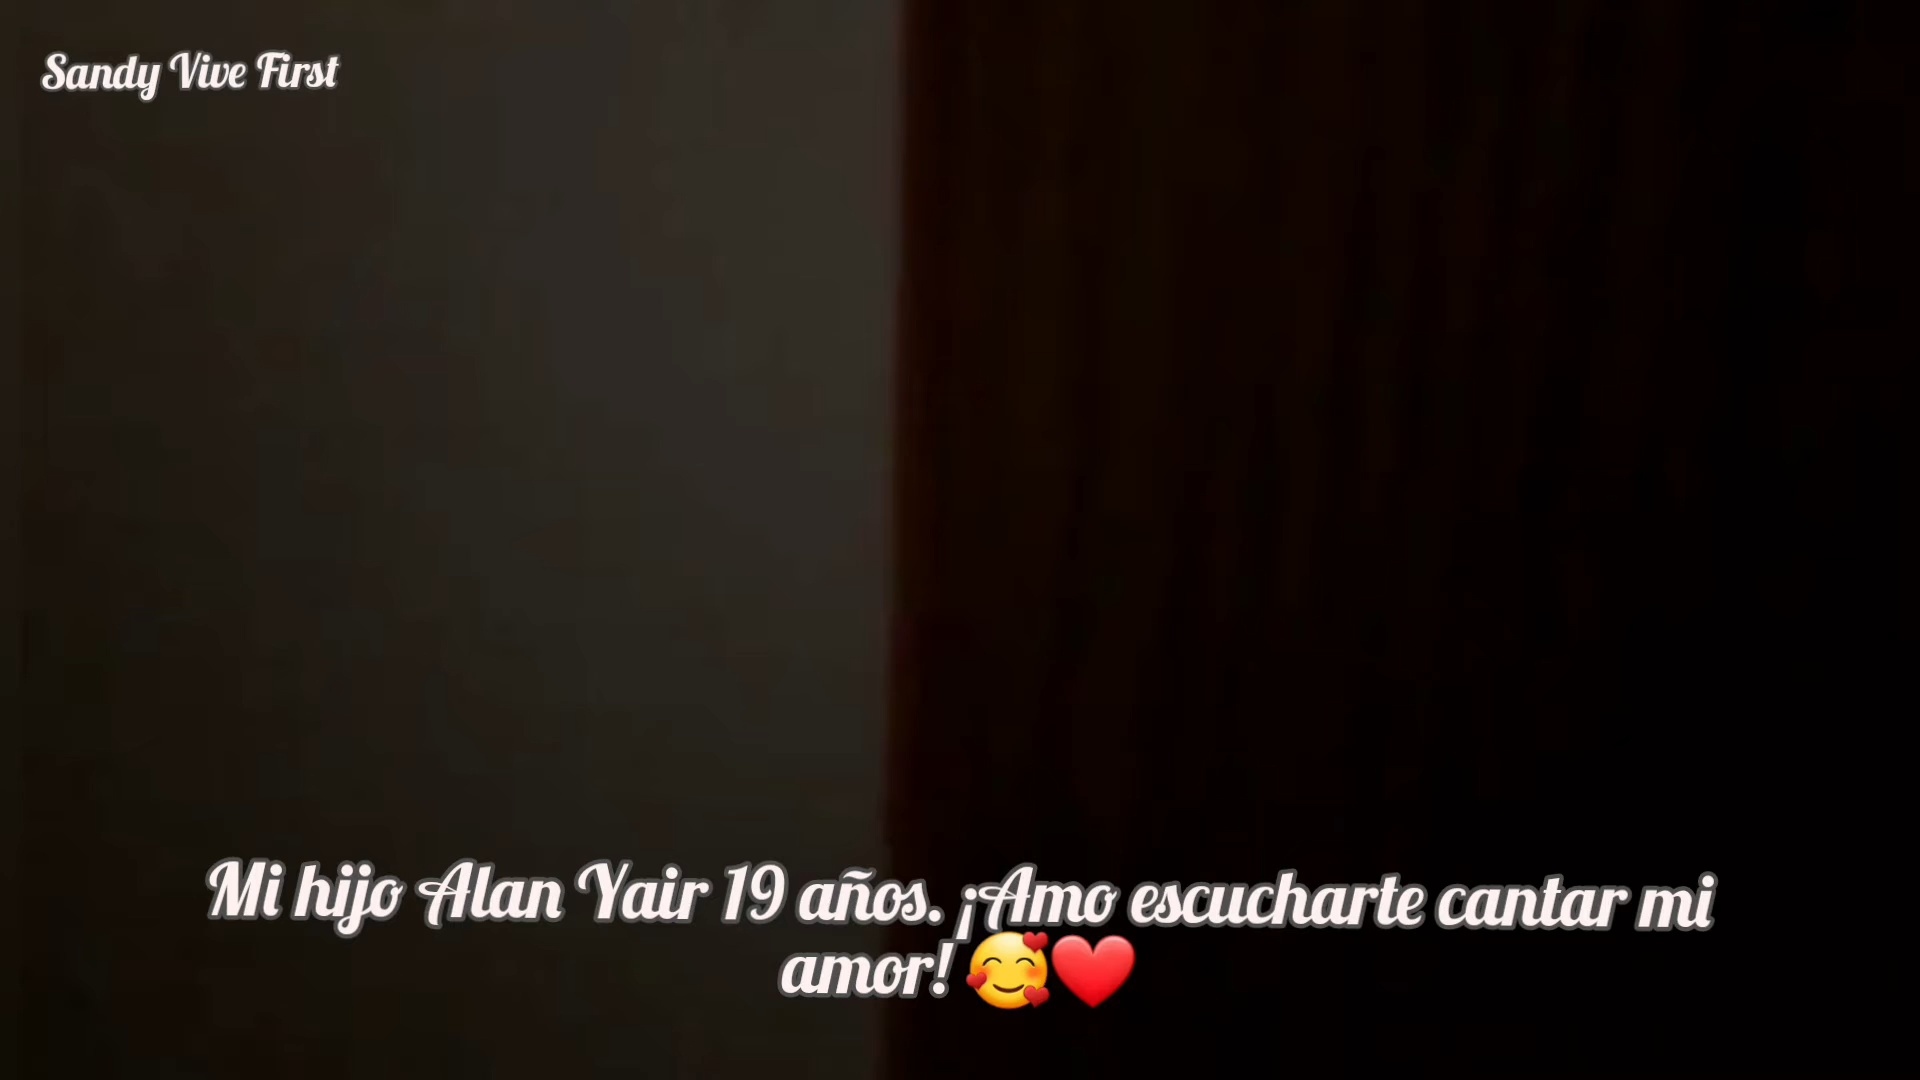 Sandy Vive First
Mi hijo Alan Yair 19 años. ¡Amo escucharte cantar mi
amor! 🥰❤️